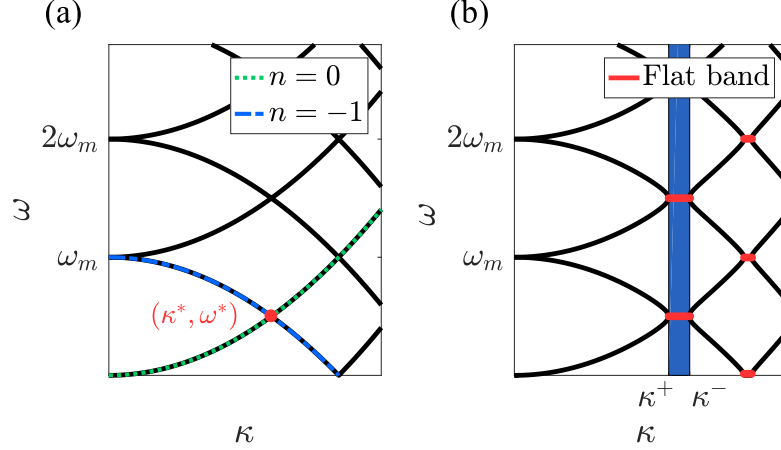 (a)
n = 0
n = −1
2ω_m
ω_m
ω
(κ*, ω*)
κ
(b)
Flat band
2ω_m
ω_m
ω
κ⁺ κ⁻
κ